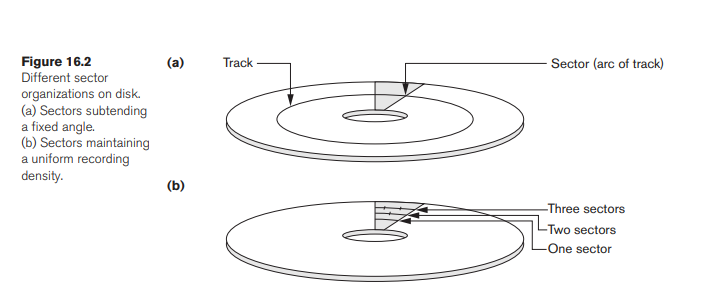 Figure 16.2
Different sector
organizations on disk.
(a) Sectors subtending
a fixed angle.
(b) Sectors maintaining
a uniform recording
density.
(a)
Track
Sector (arc of track)
(b)
Three sectors
Two sectors
One sector